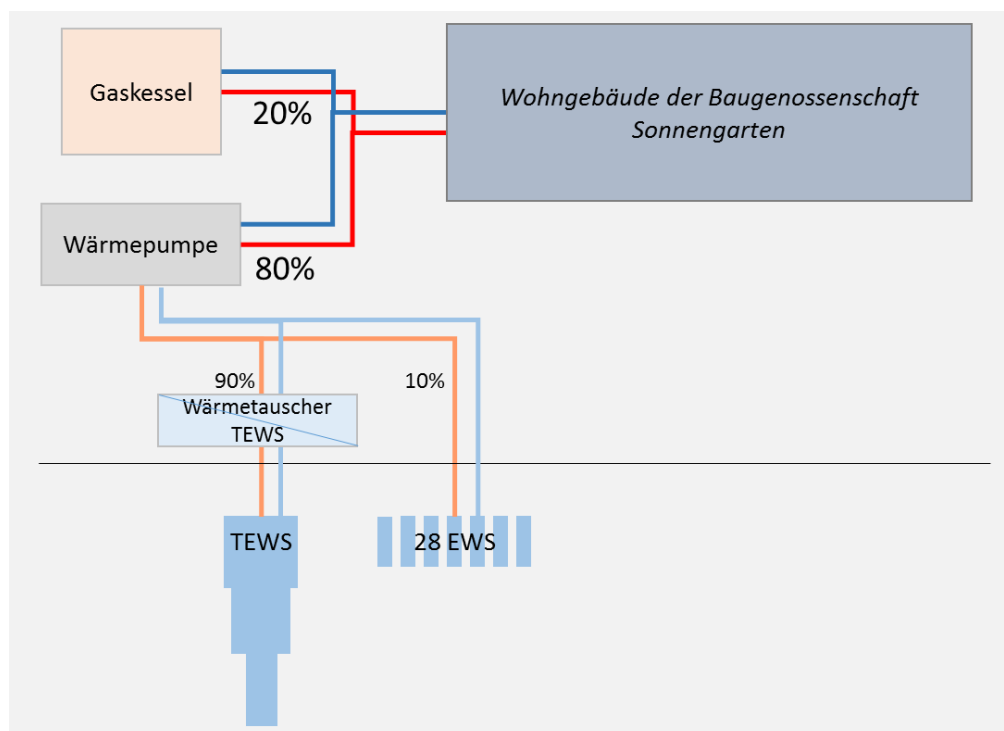 Gaskessel
20%
Wohngebäude der Baugenossenschaft
Sonnengarten
Wärmepumpe
80%
90%
10%
Wärmetauscher
TEWS
TEWS
28 EWS